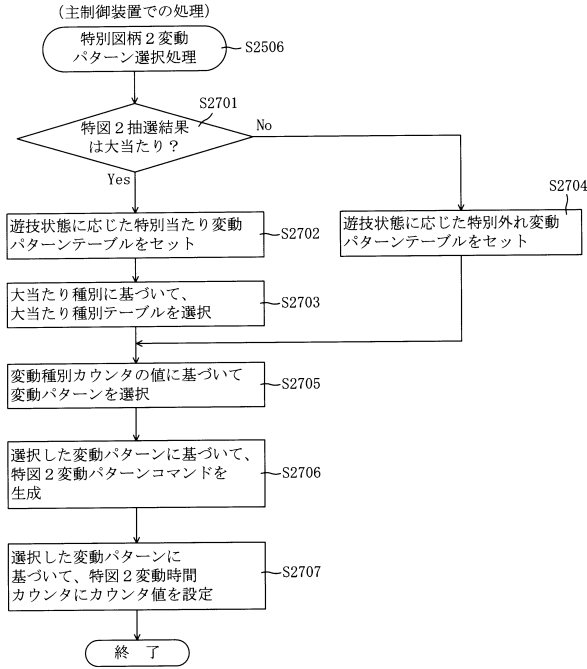 (主制御装置での処理)
特別図柄２変動
パターン選択処理
S2506
S2701
特図２抽選結果
は大当たり？
No
Yes
S2704
遊技状態に応じた特別当たり変動
パターンテーブルをセット
S2702
遊技状態に応じた特別外れ変動
パターンテーブルをセット
大当たり種別に基づいて、
大当たり種別テーブルを選択
S2703
変動種別カウンタの値に基づいて
変動パターンを選択
S2705
選択した変動パターンに基づいて、
特図２変動パターンコマンドを
生成
S2706
選択した変動パターンに
基づいて、特図２変動時間
カウンタにカウンタ値を設定
S2707
終　了